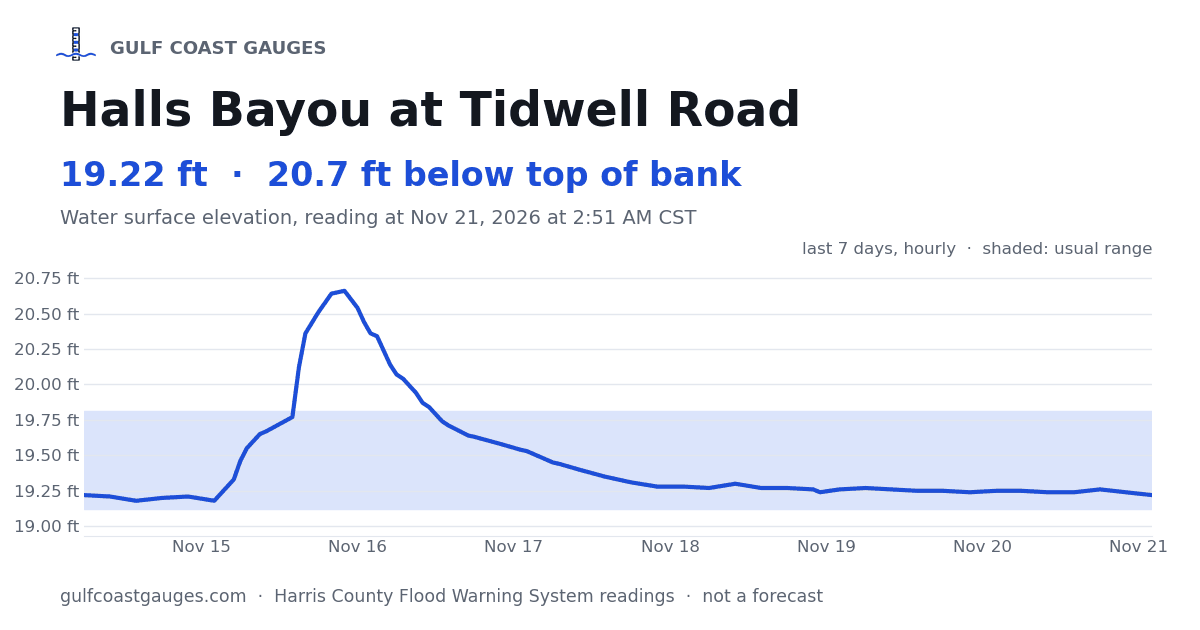 GULF COAST GAUGES
Halls Bayou at Tidwell Road
19.22 ft · 20.7 ft below top of bank
Water surface elevation, reading at Nov 21, 2026 at 2:51 AM CST
last 7 days, hourly · shaded: usual range
20.75 ft
20.50 ft
20.25 ft
20.00 ft
19.75 ft
19.50 ft
19.25 ft
19.00 ft
Nov 15 Nov 16 Nov 17 Nov 18 Nov 19 Nov 20 Nov 21
gulfcoastgauges.com · Harris County Flood Warning System readings · not a forecast